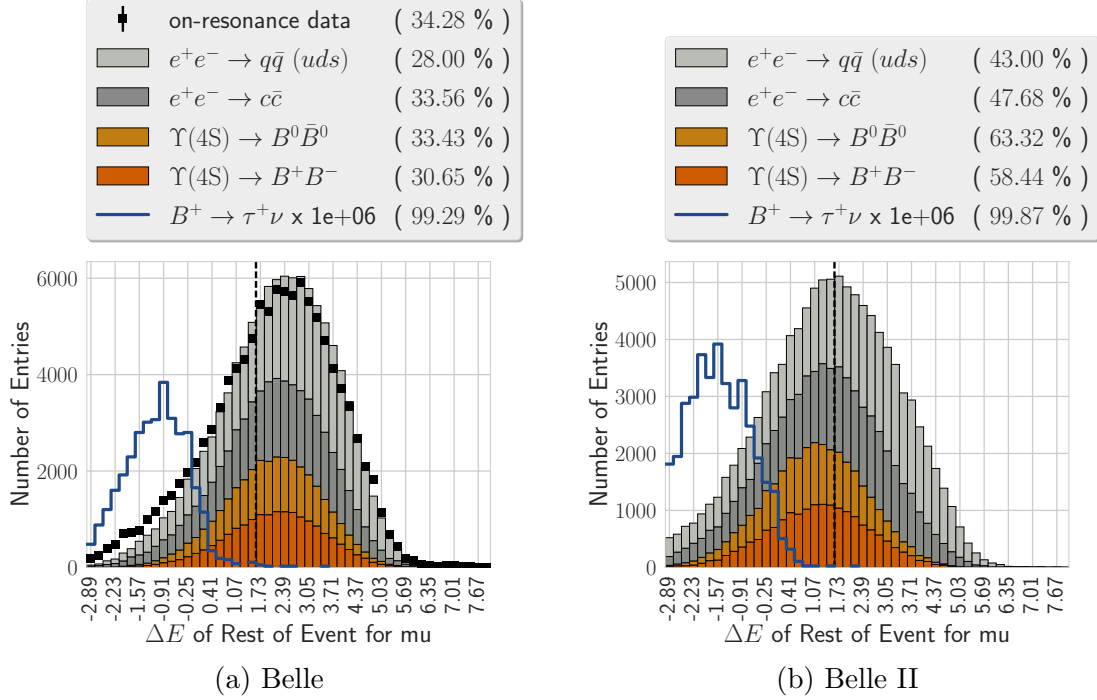 on-resonance data ( 34.28 % )
e⁺e⁻ → qq̄ (uds) ( 28.00 % )
e⁺e⁻ → cc̄ ( 33.56 % )
Υ(4S) → B⁰B̄⁰ ( 33.43 % )
Υ(4S) → B⁺B⁻ ( 30.65 % )
B⁺ → τ⁺ν x 1e+06 ( 99.29 % )
Number of Entries
6000
4000
2000
0
-2.89 -2.23 -1.57 -0.91 -0.25 0.41 1.07 1.73 2.39 3.05 3.71 4.37 5.03 5.69 6.35 7.01 7.67
ΔE of Rest of Event for mu
(a) Belle
e⁺e⁻ → qq̄ (uds) ( 43.00 % )
e⁺e⁻ → cc̄ ( 47.68 % )
Υ(4S) → B⁰B̄⁰ ( 63.32 % )
Υ(4S) → B⁺B⁻ ( 58.44 % )
B⁺ → τ⁺ν x 1e+06 ( 99.87 % )
Number of Entries
5000
4000
3000
2000
1000
0
-2.89 -2.23 -1.57 -0.91 -0.25 0.41 1.07 1.73 2.39 3.05 3.71 4.37 5.03 5.69 6.35 7.01 7.67
ΔE of Rest of Event for mu
(b) Belle II